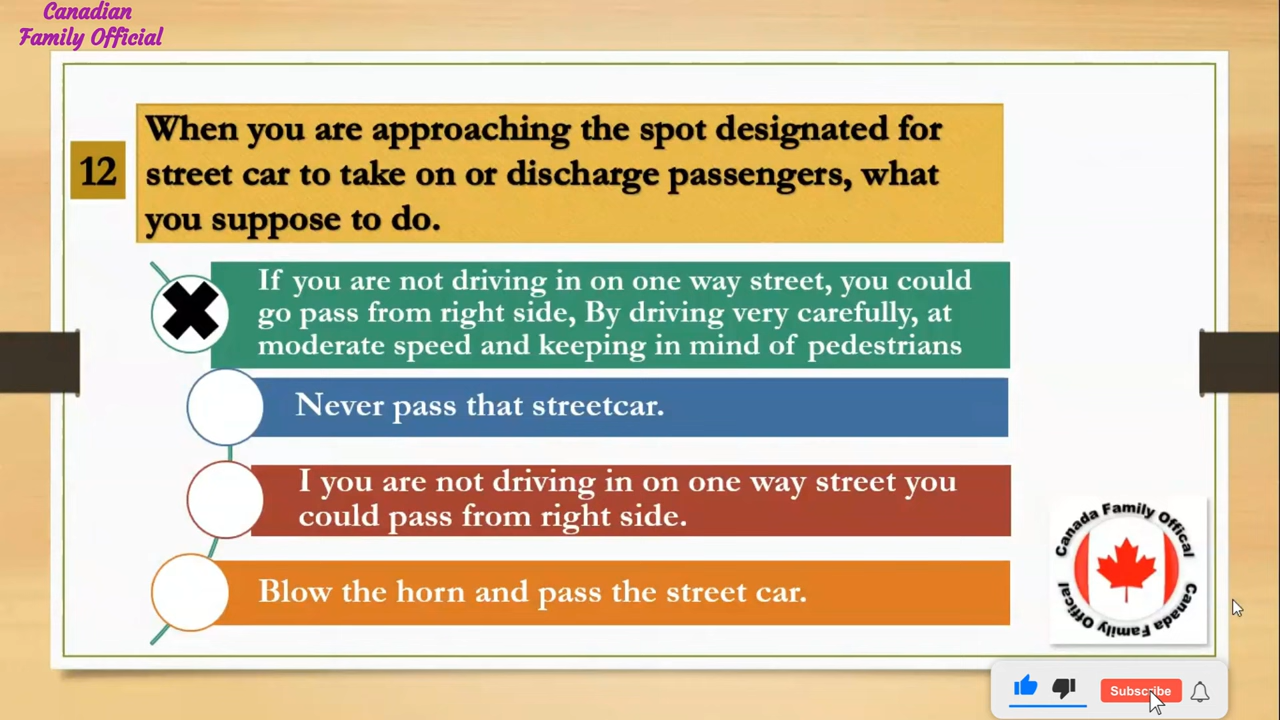 Canadian
Family Official
12
When you are approaching the spot designated for
street car to take on or discharge passengers, what
you suppose to do.
If you are not driving in on one way street, you could
go pass from right side, By driving very carefully, at
moderate speed and keeping in mind of pedestrians
Never pass that streetcar.
I you are not driving in on one way street you
could pass from right side.
Blow the horn and pass the street car.
Canada Family Offical
Canada Family Offical
Subscribe